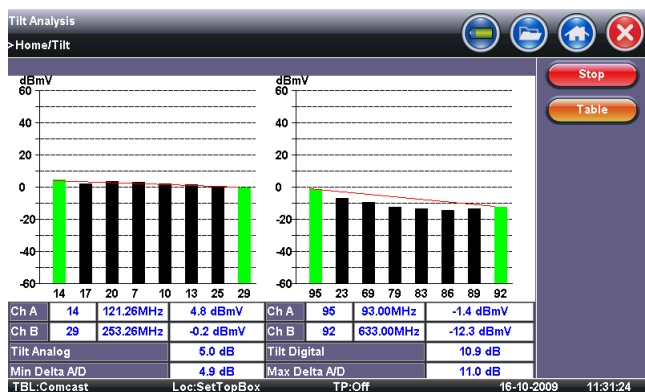 Tilt Analysis
>Home/Tilt
Stop
Table
dBmV
60
40
20
0
-20
-40
-60
14 17 20 7 10 13 25 29
dBmV
60
40
20
0
-20
-40
-60
95 23 69 79 83 86 89 92
Ch A 14 121.26MHz 4.8 dBmV Ch A 95 93.00MHz -1.4 dBmV
Ch B 29 253.26MHz -0.2 dBmV Ch B 92 633.00MHz -12.3 dBmV
Tilt Analog 5.0 dB Tilt Digital 10.9 dB
Min Delta A/D 4.9 dB Max Delta A/D 11.0 dB
TBL:Comcast Loc:SetTopBox TP:Off 16-10-2009 11:31:24